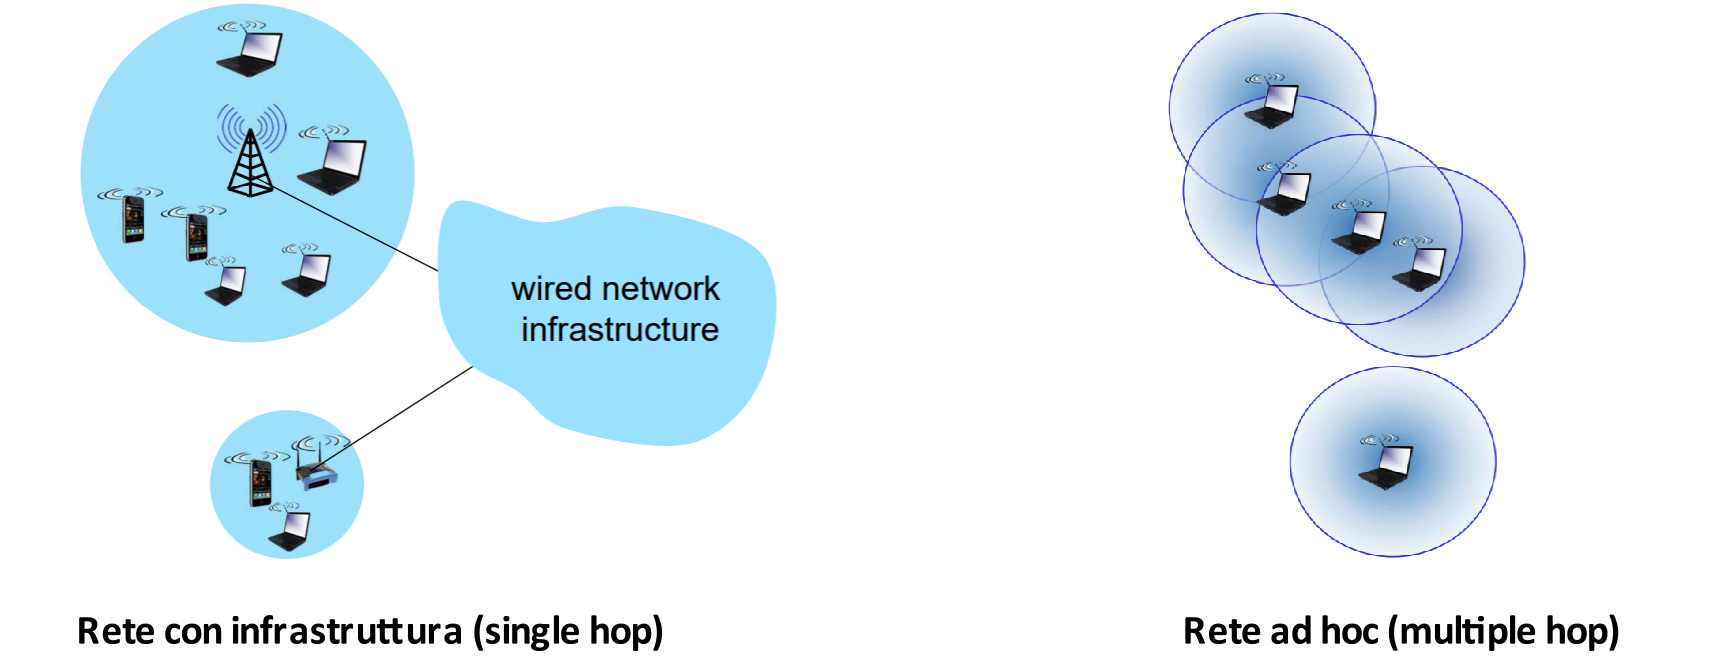 wired network
infrastructure
Rete con infrastruttura (single hop)
Rete ad hoc (multiple hop)